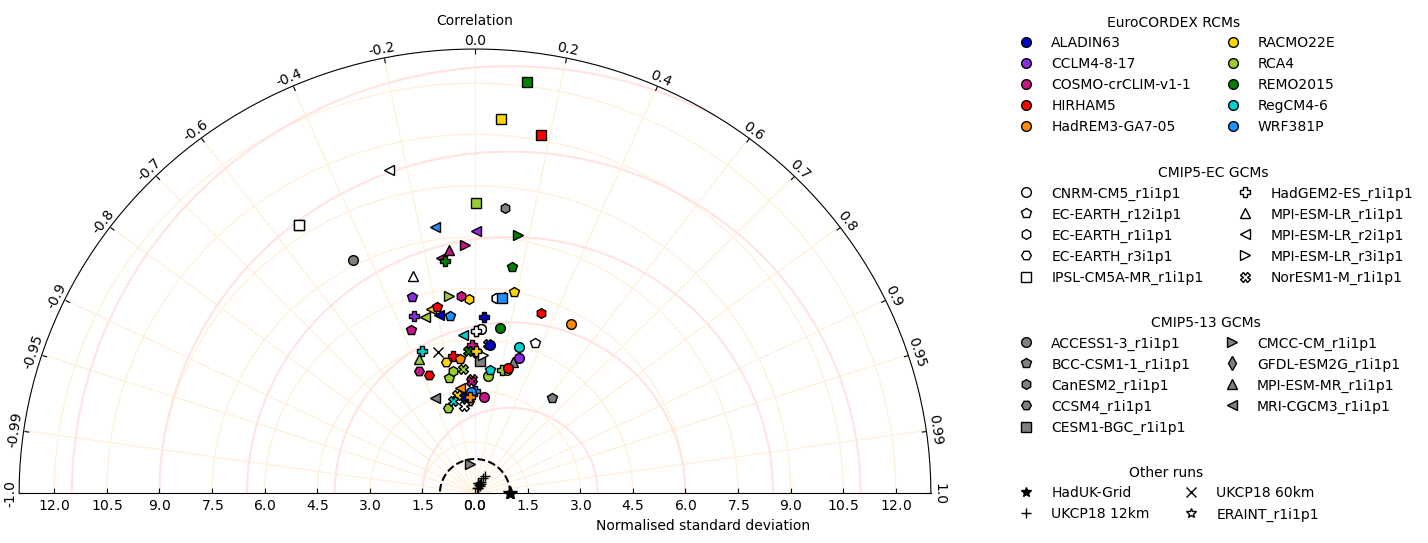 Correlation
-1.0
-0.99
-0.95
-0.9
-0.8
-0.7
-0.6
-0.4
-0.2
0.0
0.2
0.4
0.6
0.7
0.8
0.9
0.95
0.99
1.0
12.0 10.5 9.0 7.5 6.0 4.5 3.0 1.5 0.0 1.5 3.0 4.5 6.0 7.5 9.0 10.5 12.0
Normalised standard deviation
EuroCORDEX RCMs
ALADIN63
CCLM4-8-17
COSMO-crCLIM-v1-1
HIRHAM5
HadREM3-GA7-05
RACMO22E
RCA4
REMO2015
RegCM4-6
WRF381P
CMIP5-EC GCMs
CNRM-CM5_r1i1p1
EC-EARTH_r12i1p1
EC-EARTH_r1i1p1
EC-EARTH_r3i1p1
IPSL-CM5A-MR_r1i1p1
HadGEM2-ES_r1i1p1
MPI-ESM-LR_r1i1p1
MPI-ESM-LR_r2i1p1
MPI-ESM-LR_r3i1p1
NorESM1-M_r1i1p1
CMIP5-13 GCMs
ACCESS1-3_r1i1p1
BCC-CSM1-1_r1i1p1
CanESM2_r1i1p1
CCSM4_r1i1p1
CESM1-BGC_r1i1p1
CMCC-CM_r1i1p1
GFDL-ESM2G_r1i1p1
MPI-ESM-MR_r1i1p1
MRI-CGCM3_r1i1p1
Other runs
HadUK-Grid
UKCP18 12km
UKCP18 60km
ERAINT_r1i1p1